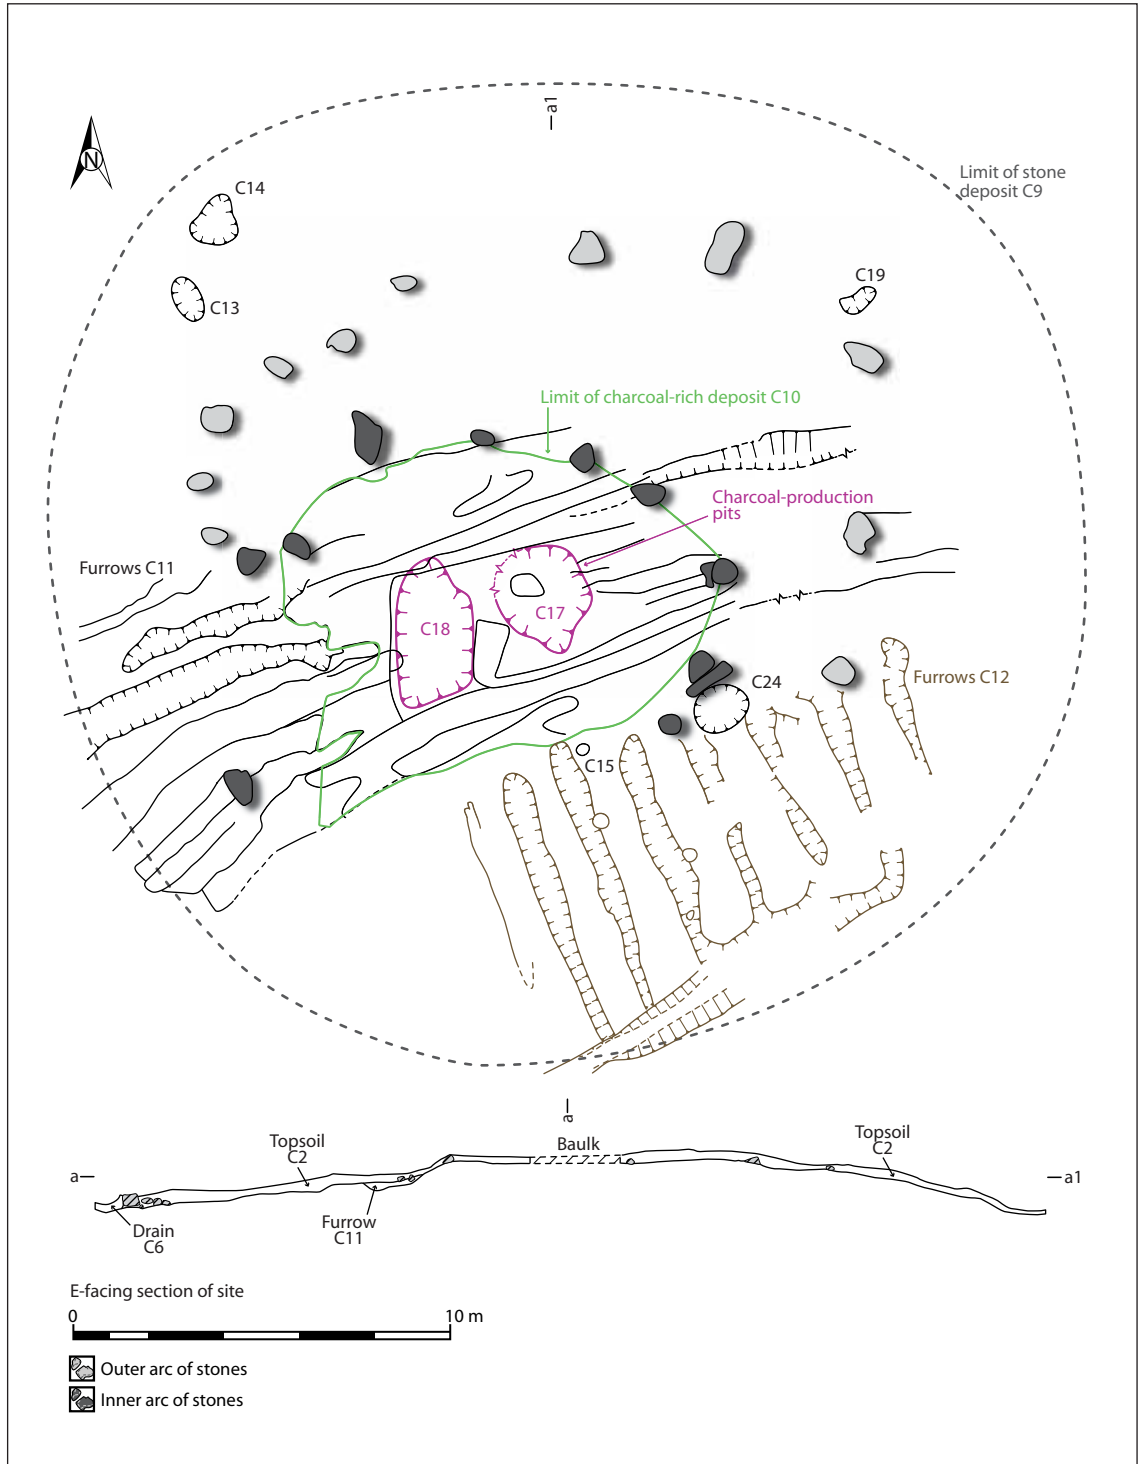 a1
N
Limit of stone
deposit C9
C14
C13
C19
Limit of charcoal-rich deposit C10
Charcoal-production
pits
Furrows C11
C17
C18
C24
Furrows C12
C15
a
Topsoil
C2
Baulk
Topsoil
C2
a
a1
Drain
C6
Furrow
C11
E-facing section of site
0
10 m
Outer arc of stones
Inner arc of stones